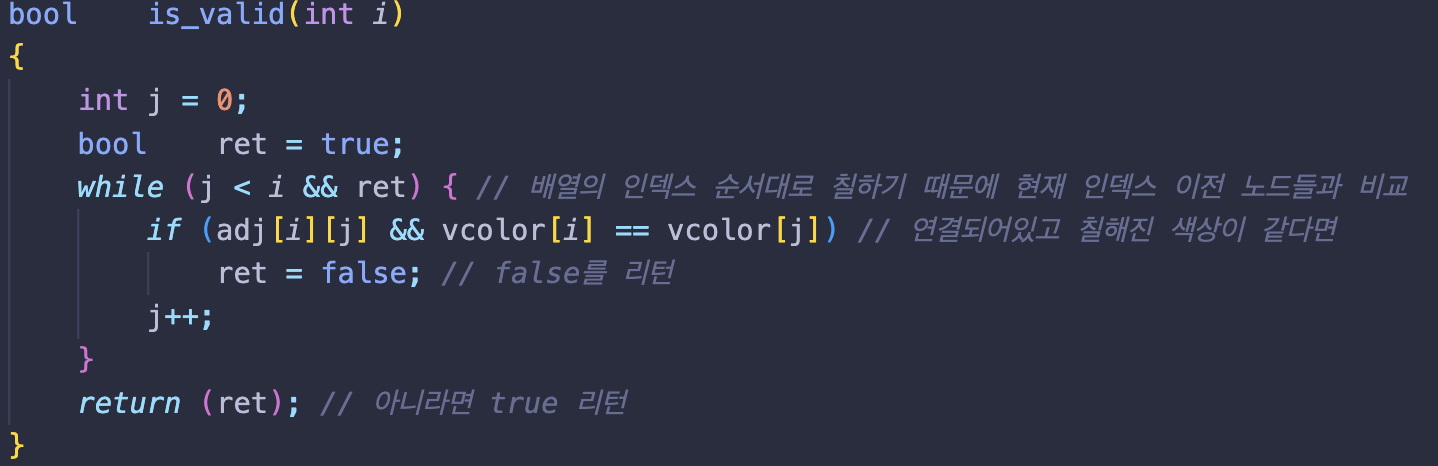 bool    is_valid(int i)
{
    int j = 0;
    bool    ret = true;
    while (j < i && ret) { // 배열의 인덱스 순서대로 칠하기 때문에 현재 인덱스 이전 노드들과 비교
        if (adj[i][j] && vcolor[i] == vcolor[j]) // 연결되어있고 칠해진 색상이 같다면
            ret = false; // false를 리턴
        j++;
    }
    return (ret); // 아니라면 true 리턴
}